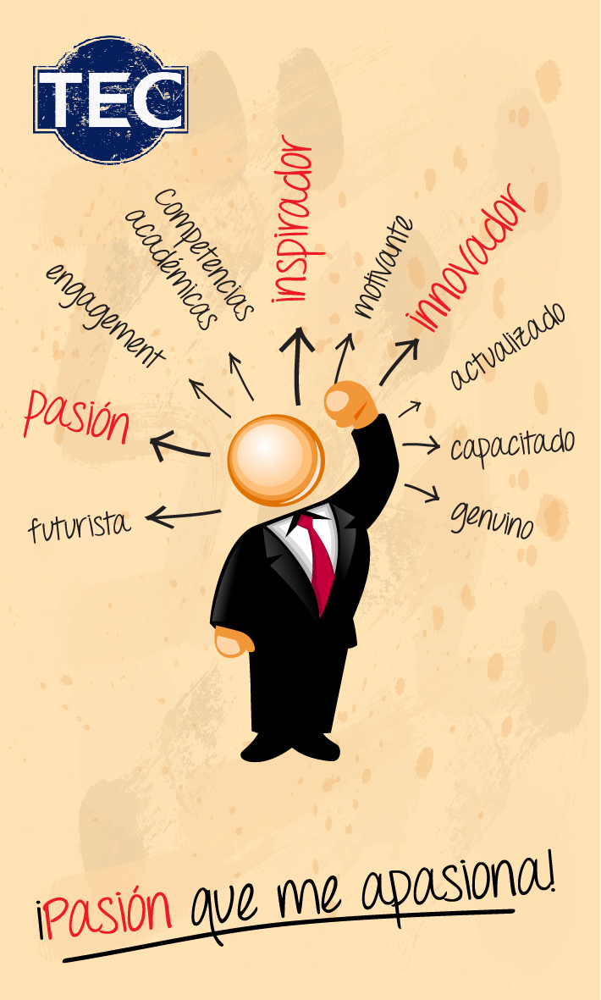 TEC
inspirador
competencias
académicas
motivante
innovador
engagement
actualizado
Pasión
capacitado
futurista
genuino
¡Pasión que me apasiona!